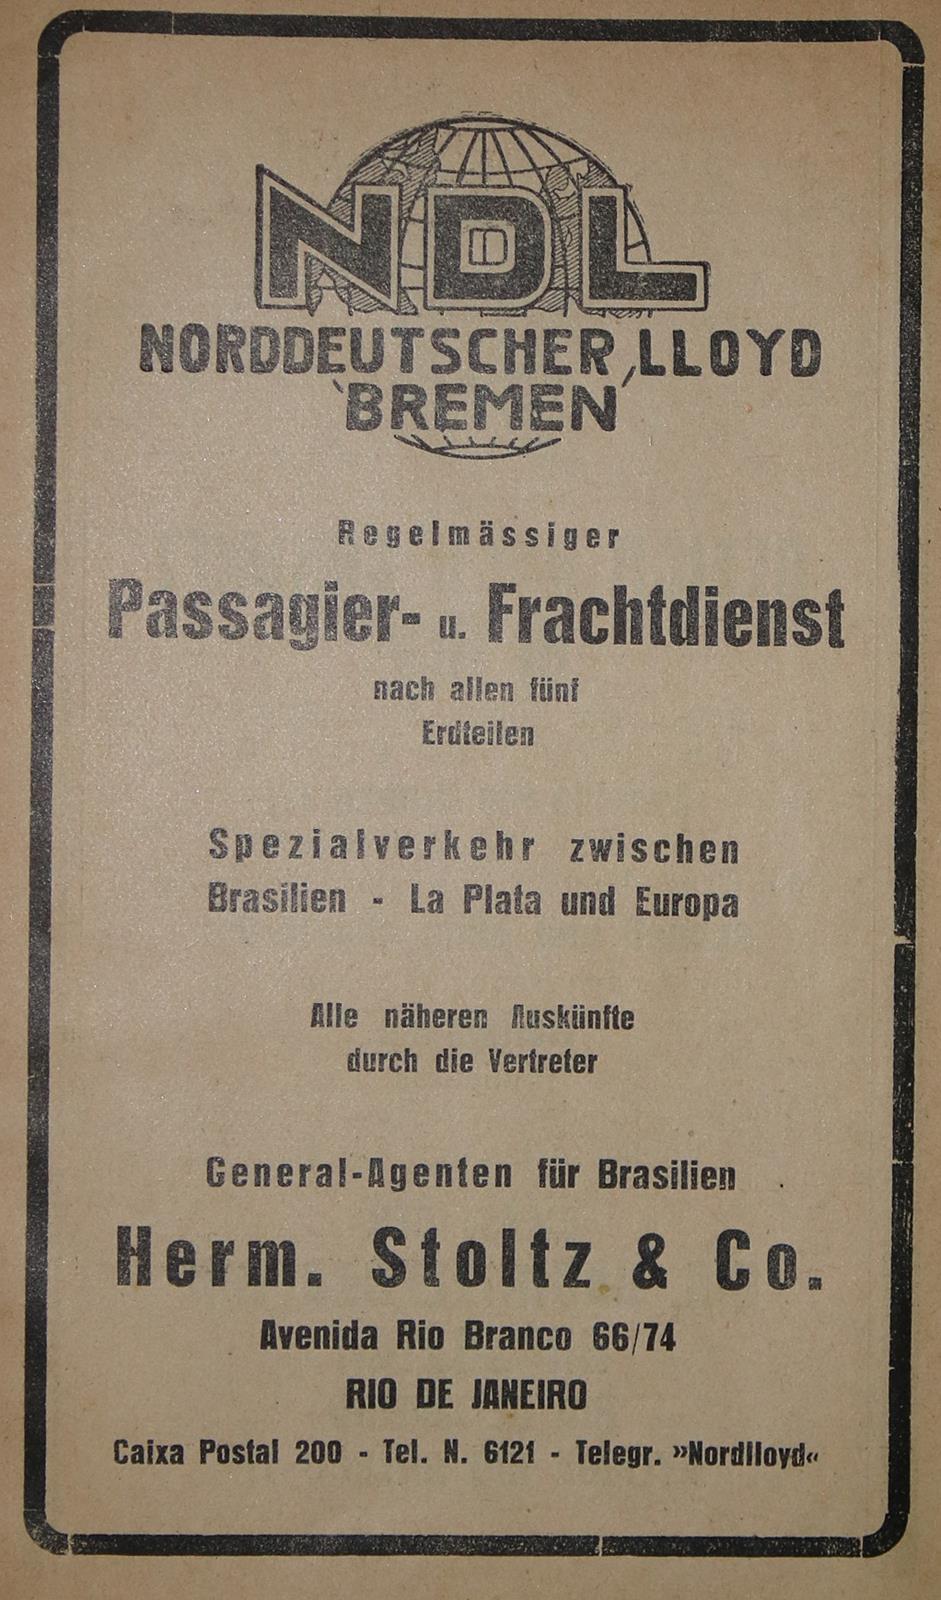 NDL
NORDDEUTSCHER LLOYD
BREMEN
Regelmässiger
Passagier- u. Frachtdienst
nach allen fünf
Erdteilen
Spezialverkehr zwischen
Brasilien - La Plata und Europa
Alle näheren Auskünfte
durch die Vertreter
General-Agenten für Brasilien
Herm. Stoltz & Co.
Avenida Rio Branco 66/74
RIO DE JANEIRO
Caixa Postal 200 - Tel. N. 6121 - Telegr. »Nordlloyd«